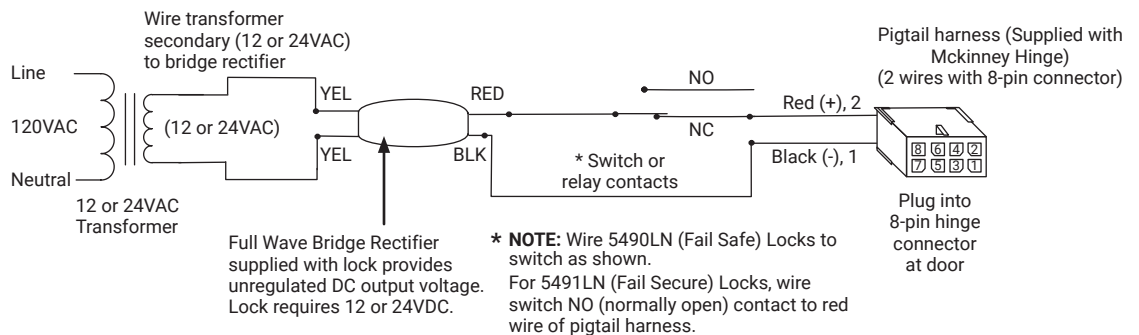 Wire transformer
secondary (12 or 24VAC)
to bridge rectifier
Pigtail harness (Supplied with
Mckinney Hinge)
(2 wires with 8-pin connector)
Line
120VAC
Neutral
(12 or 24VAC)
12 or 24VAC
Transformer
YEL
YEL
RED
BLK
NO
NC
* Switch or
relay contacts
Red (+), 2
Black (-), 1
8 6 4 2
7 5 3 1
Plug into
8-pin hinge
connector
at door
Full Wave Bridge Rectifier
supplied with lock provides
unregulated DC output voltage.
Lock requires 12 or 24VDC.
* NOTE: Wire 5490LN (Fail Safe) Locks to
switch as shown.
For 5491LN (Fail Secure) Locks, wire
switch NO (normally open) contact to red
wire of pigtail harness.